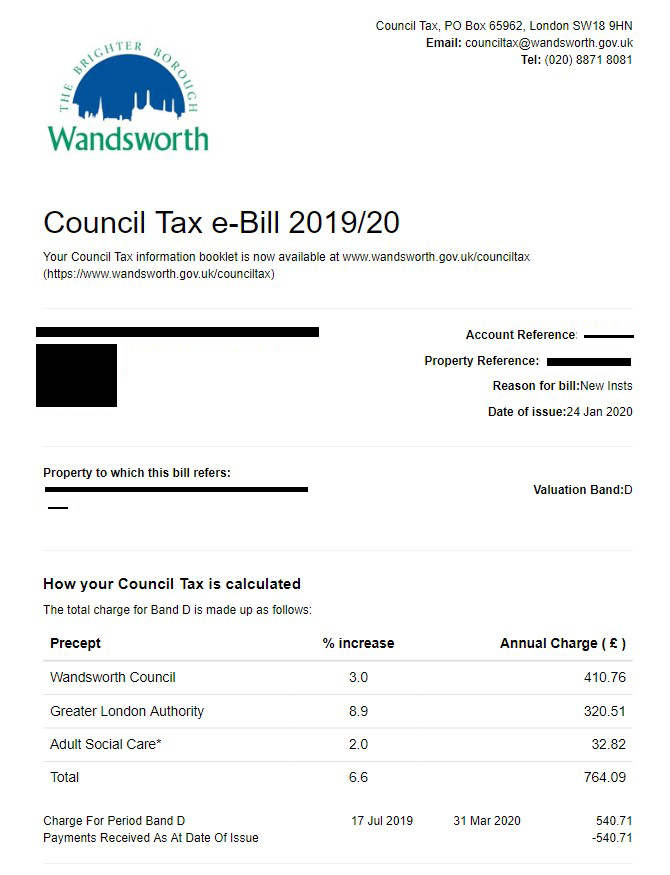 Council Tax, PO Box 65962, London SW18 9HN
Email: counciltax@wandsworth.gov.uk
Tel: (020) 8871 8081
THE BRIGHTER BOROUGH
Wandsworth
Council Tax e-Bill 2019/20
Your Council Tax information booklet is now available at www.wandsworth.gov.uk/counciltax
(https://www.wandsworth.gov.uk/counciltax)
Account Reference:
Property Reference:
Reason for bill:New Insts
Date of issue:24 Jan 2020
Property to which this bill refers:
Valuation Band:D
How your Council Tax is calculated
The total charge for Band D is made up as follows:
Precept % increase Annual Charge ( £ )
Wandsworth Council 3.0 410.76
Greater London Authority 8.9 320.51
Adult Social Care* 2.0 32.82
Total 6.6 764.09
Charge For Period Band D 17 Jul 2019 31 Mar 2020 540.71
Payments Received As At Date Of Issue -540.71